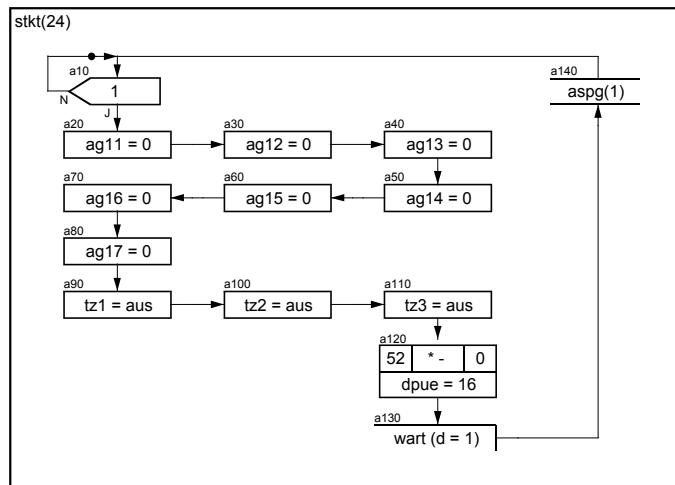 stkt(24)
a10
1
N
J
a140
aspg(1)
a20
ag11 = 0
a30
ag12 = 0
a40
ag13 = 0
a70
ag16 = 0
a60
ag15 = 0
a50
ag14 = 0
a80
ag17 = 0
a90
tz1 = aus
a100
tz2 = aus
a110
tz3 = aus
a120
52 * - 0
dpue = 16
a130
wart (d = 1)